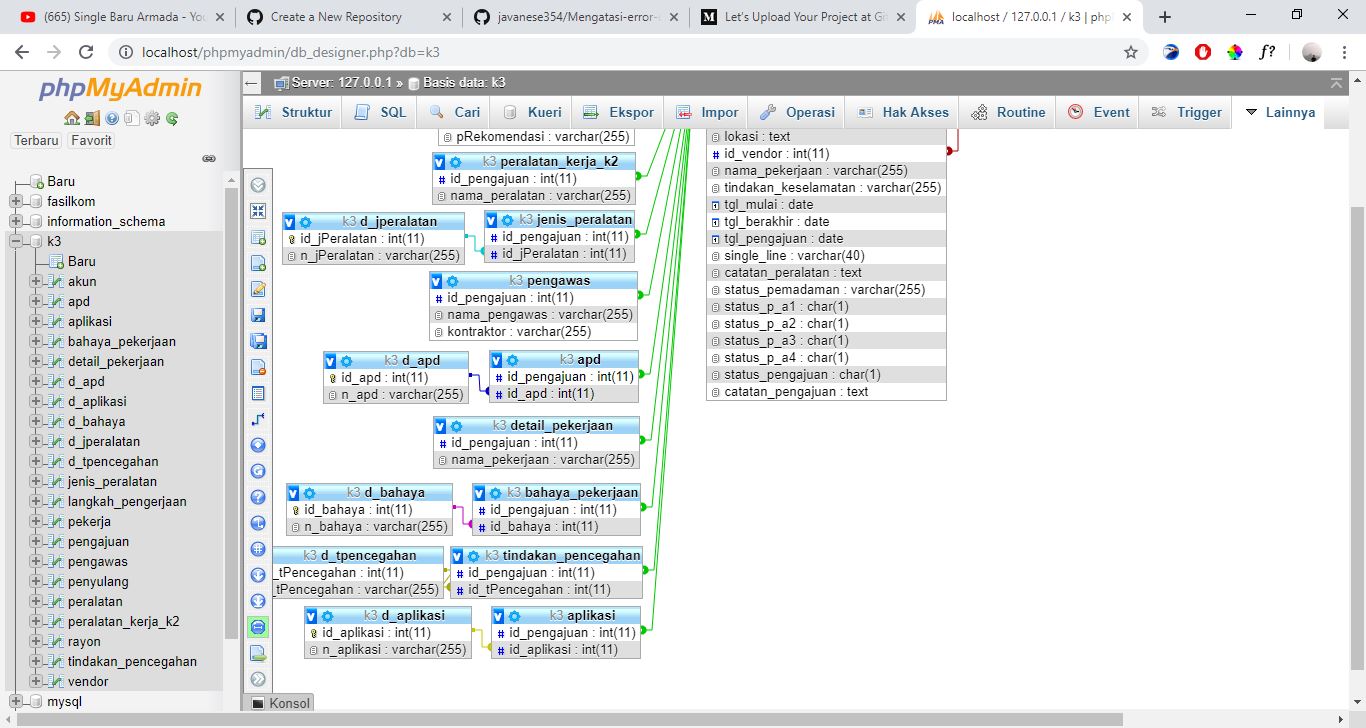 (665) Single Baru Armada - You
Create a New Repository
javanese354/Mengatasi-error-d
Let's Upload Your Project at Git
localhost / 127.0.0.1 / k3 | php
localhost/phpmyadmin/db_designer.php?db=k3
f?
phpMyAdmin
Terbaru Favorit
Baru
fasilkom
information_schema
k3
Baru
akun
apd
aplikasi
bahaya_pekerjaan
detail_pekerjaan
d_apd
d_aplikasi
d_bahaya
d_jperalatan
d_tpencegahan
jenis_peralatan
langkah_pengerjaan
pekerja
pengajuan
pengawas
penyulang
peralatan
peralatan_kerja_k2
rayon
tindakan_pencegahan
vendor
mysql
Server: 127.0.0.1 » Basis data: k3
Struktur SQL Cari Kueri Ekspor Impor Operasi Hak Akses Routine Event Trigger Lainnya
pRekomendasi : varchar(255)
k3 peralatan_kerja_k2
id_pengajuan : int(11)
nama_peralatan : varchar(255)
k3 d_jperalatan
id_jPeralatan : int(11)
n_jPeralatan : varchar(255)
k3 jenis_peralatan
id_pengajuan : int(11)
id_jPeralatan : int(11)
k3 pengawas
id_pengajuan : int(11)
nama_pengawas : varchar(255)
kontraktor : varchar(255)
k3 d_apd
id_apd : int(11)
n_apd : varchar(255)
k3 apd
id_pengajuan : int(11)
id_apd : int(11)
k3 detail_pekerjaan
id_pengajuan : int(11)
nama_pekerjaan : varchar(255)
k3 d_bahaya
id_bahaya : int(11)
n_bahaya : varchar(255)
k3 bahaya_pekerjaan
id_pengajuan : int(11)
id_bahaya : int(11)
k3 d_tpencegahan
_tPencegahan : int(11)
_tPencegahan : varchar(255)
k3 tindakan_pencegahan
id_pengajuan : int(11)
id_tPencegahan : int(11)
k3 d_aplikasi
id_aplikasi : int(11)
n_aplikasi : varchar(255)
k3 aplikasi
id_pengajuan : int(11)
id_aplikasi : int(11)
lokasi : text
id_vendor : int(11)
nama_pekerjaan : varchar(255)
tindakan_keselamatan : varchar(255)
tgl_mulai : date
tgl_berakhir : date
tgl_pengajuan : date
single_line : varchar(40)
catatan_peralatan : text
status_pemadaman : varchar(255)
status_p_a1 : char(1)
status_p_a2 : char(1)
status_p_a3 : char(1)
status_p_a4 : char(1)
status_pengajuan : char(1)
catatan_pengajuan : text
Konsol